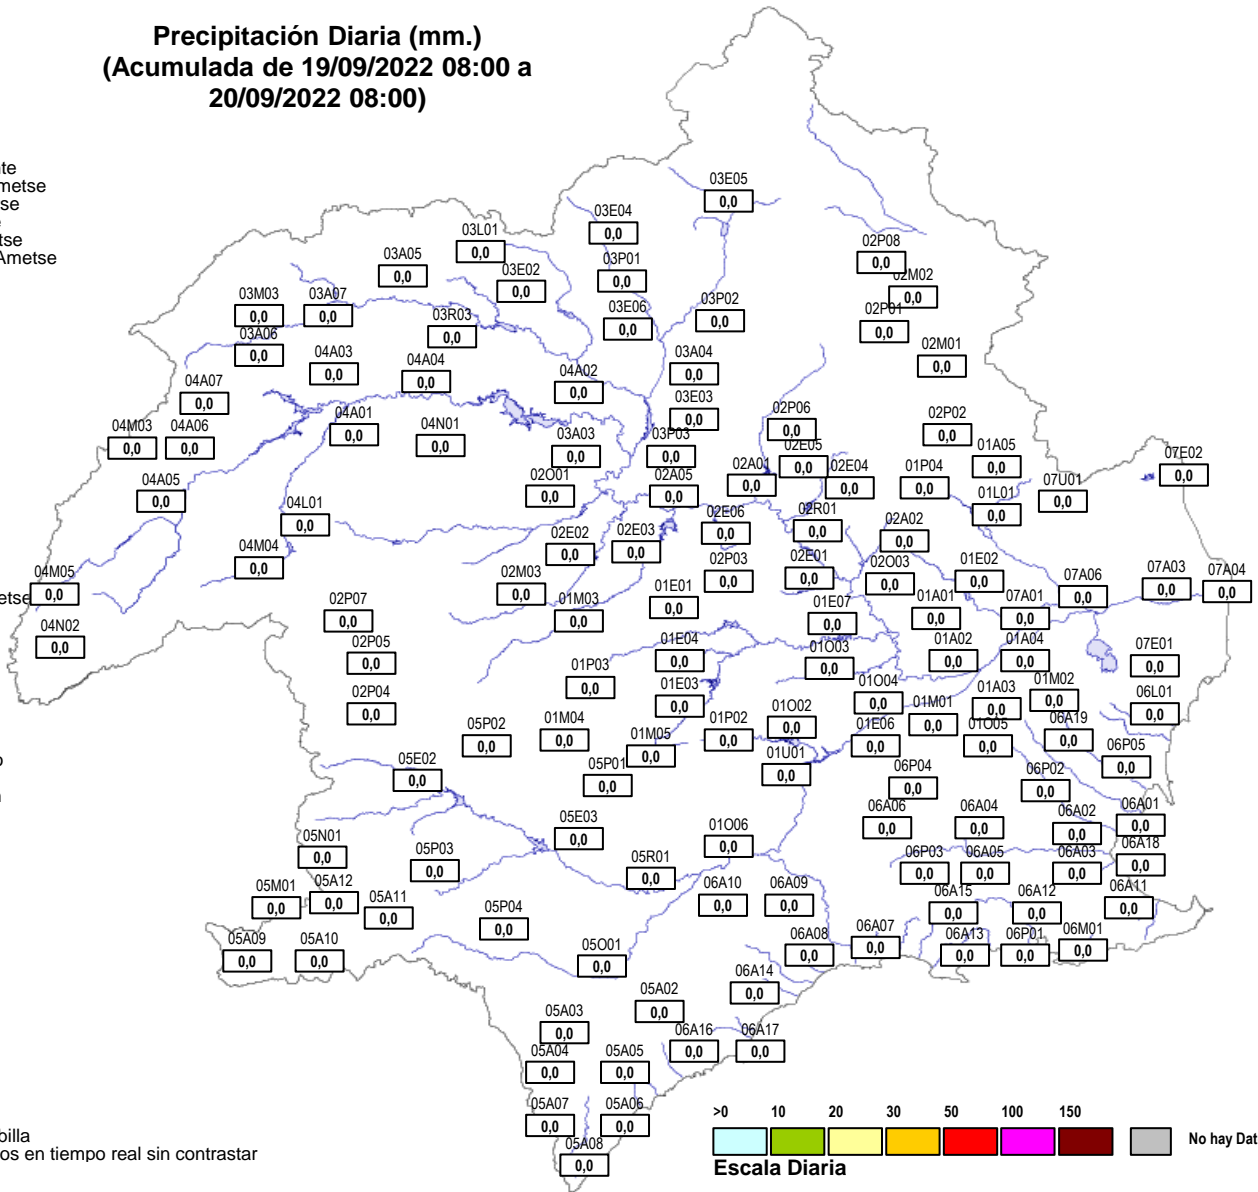 Precipitación Diaria (mm.)
(Acumulada de 19/09/2022 08:00 a
20/09/2022 08:00)
nte
metse
se
tse
Ametse
03E05
0,0
03E04
0,0
03L01
0,0
03A05
0,0
03E02
0,0
03P01
0,0
02P08
0,0
02M02
0,0
03M03
0,0
03A07
0,0
03R03
0,0
03E06
0,0
03P02
0,0
02P01
0,0
03A06
0,0
04A03
0,0
04A04
0,0
04A02
0,0
03A04
0,0
02M01
0,0
04A07
0,0
03E03
0,0
04M03
0,0
04A06
0,0
04A01
0,0
04N01
0,0
03A03
0,0
03P03
0,0
02P06
0,0
02E05
0,0
02P02
0,0
01A05
0,0
07E02
0,0
04A05
0,0
02O01
0,0
02A05
0,0
02A01
0,0
02E04
0,0
01P04
0,0
01L01
0,0
07U01
0,0
04L01
0,0
02E02
0,0
02E03
0,0
02E06
0,0
02R01
0,0
02A02
0,0
04M04
0,0
04M05
0,0
etse
02M03
0,0
01M03
0,0
01E01
0,0
02P03
0,0
02E01
0,0
02O03
0,0
01E02
0,0
07A06
0,0
07A03
0,0
07A04
0,0
04N02
0,0
02P07
0,0
01E07
0,0
01A01
0,0
07A01
0,0
02P05
0,0
01E04
0,0
01O03
0,0
01A02
0,0
01A04
0,0
07E01
0,0
02P04
0,0
01P03
0,0
01E03
0,0
01O04
0,0
01M01
0,0
01A03
0,0
01M02
0,0
06L01
0,0
05P02
0,0
01M04
0,0
01M05
0,0
01P02
0,0
01O02
0,0
01E06
0,0
01O05
0,0
06A19
0,0
06P05
0,0
05E02
0,0
05P01
0,0
01U01
0,0
06P04
0,0
06P02
0,0
05E03
0,0
01O06
0,0
06A06
0,0
06A04
0,0
06A02
0,0
06A01
0,0
05N01
0,0
05P03
0,0
05R01
0,0
06P03
0,0
06A05
0,0
06A03
0,0
06A18
0,0
05M01
0,0
05A12
0,0
05A11
0,0
06A10
0,0
06A09
0,0
06A15
0,0
06A12
0,0
06A11
0,0
05P04
0,0
05A09
0,0
05A10
0,0
05O01
0,0
06A08
0,0
06A07
0,0
06A13
0,0
06P01
0,0
06M01
0,0
06A14
0,0
05A02
0,0
05A03
0,0
06A16
0,0
06A17
0,0
05A04
0,0
05A05
0,0
05A07
0,0
05A06
0,0
05A08
0,0
billa
os en tiempo real sin contrastar
>0 10 20 30 50 100 150
No hay Dat
Escala Diaria